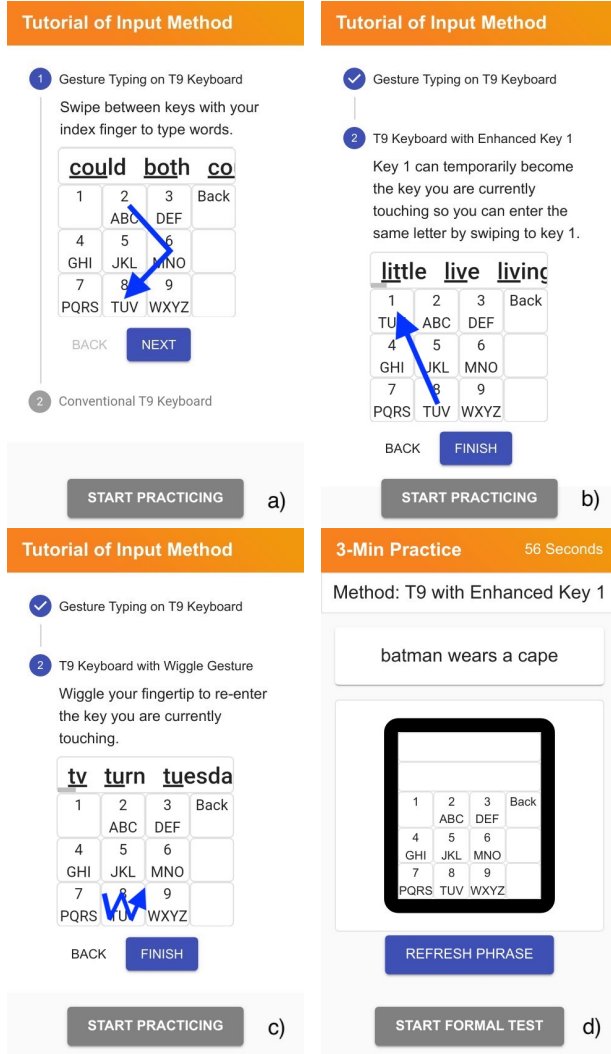 Tutorial of Input Method
1 Gesture Typing on T9 Keyboard
Swipe between keys with your
index finger to type words.
could both co
1 2 3 Back
ABC DEF
4 5 6
GHI JKL MNO
7 8 9
PQRS TUV WXYZ
BACK NEXT
2 Conventional T9 Keyboard
START PRACTICING a)
Tutorial of Input Method
Gesture Typing on T9 Keyboard
2 T9 Keyboard with Enhanced Key 1
Key 1 can temporarily become
the key you are currently
touching so you can enter the
same letter by swiping to key 1.
little live living
1 2 3 Back
TUV ABC DEF
4 5 6
GHI JKL MNO
7 8 9
PQRS TUV WXYZ
BACK FINISH
START PRACTICING b)
Tutorial of Input Method
Gesture Typing on T9 Keyboard
2 T9 Keyboard with Wiggle Gesture
Wiggle your fingertip to re-enter
the key you are currently
touching.
tv turn tuesda
1 2 3 Back
ABC DEF
4 5 6
GHI JKL MNO
7 8 9
PQRS TUV WXYZ
BACK FINISH
START PRACTICING c)
3-Min Practice 56 Seconds
Method: T9 with Enhanced Key 1
batman wears a cape
1 2 3 Back
ABC DEF
4 5 6
GHI JKL MNO
7 8 9
PQRS TUV WXYZ
REFRESH PHRASE
START FORMAL TEST d)